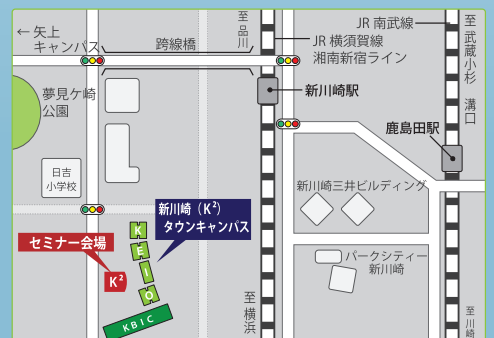 ← 矢上
キャンパス
跨線橋
至 品川
JR 南武線
JR 横須賀線
湘南新宿ライン
至 武蔵小杉 溝口
夢見ケ崎
公園
新川崎駅
鹿島田駅
日吉
小学校
新川崎(K²)
タウンキャンパス
新川崎三井ビルディング
セミナー会場
K²
KEIO
KBIC
パークシティー
新川崎
至 横浜
至 川崎